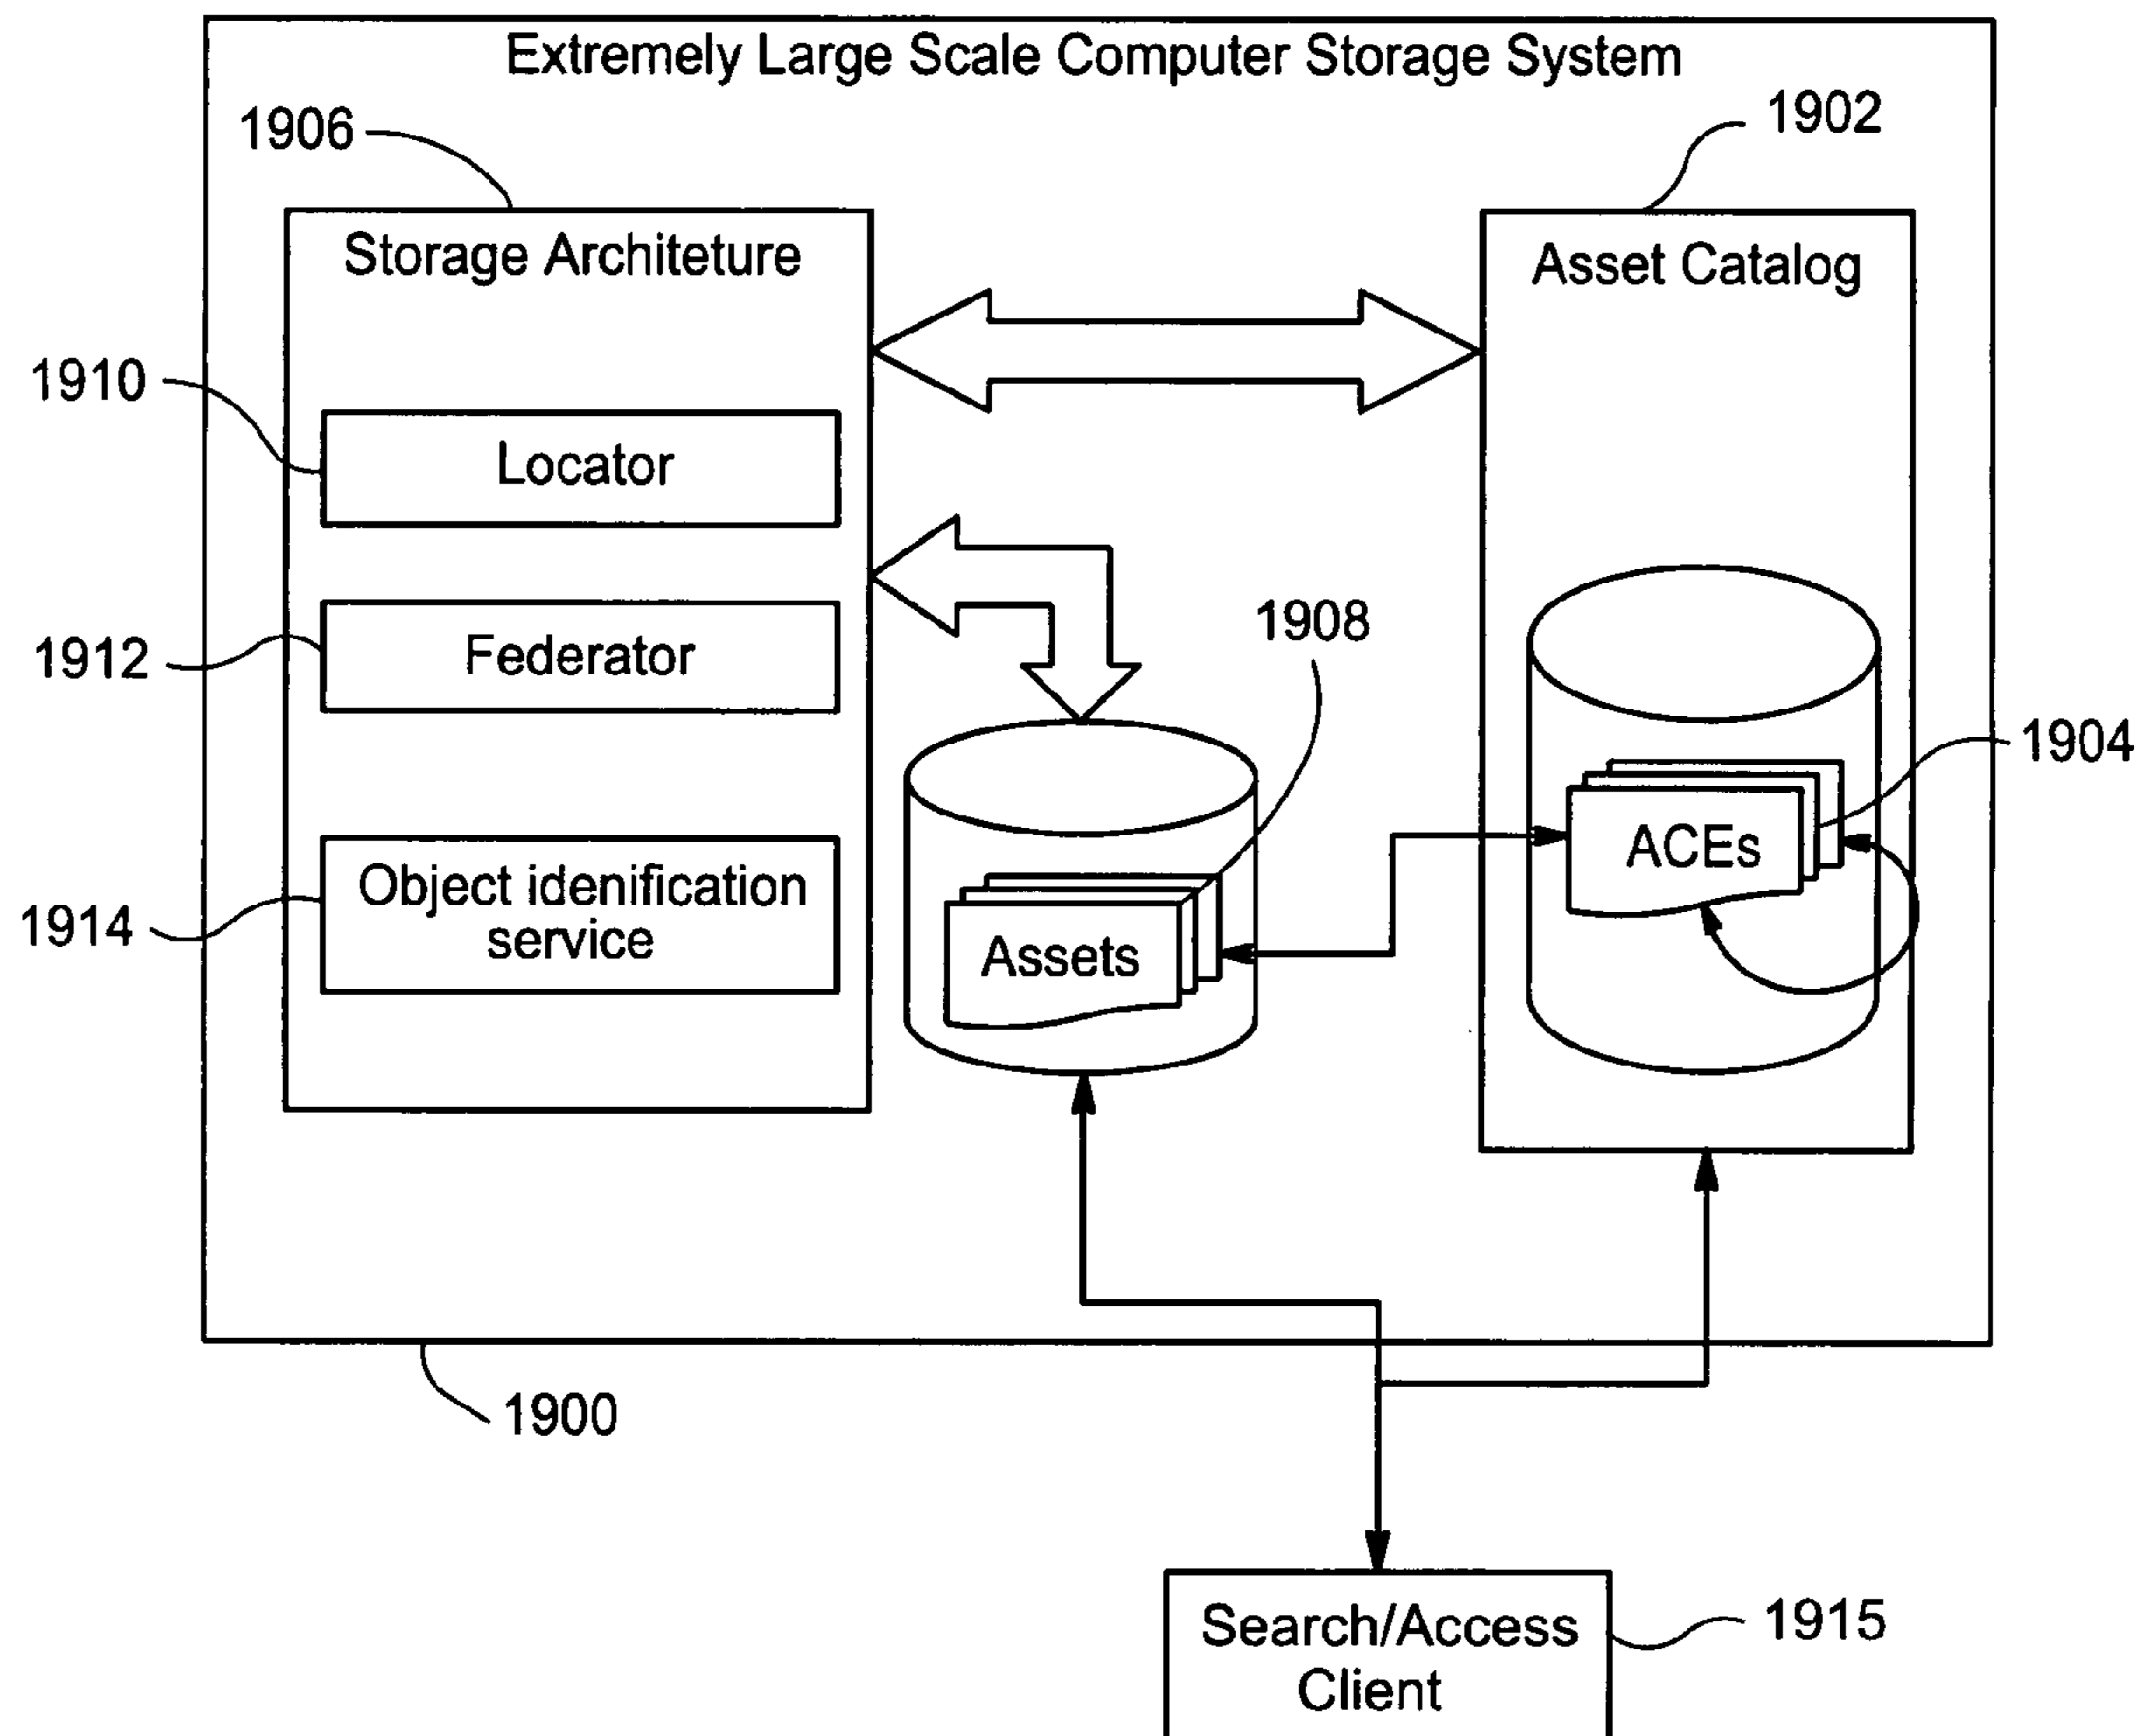 Extremely Large Scale Computer Storage System
1906
1902
Storage Architeture
Asset Catalog
1910
Locator
1912
Federator
1908
1904
ACEs
1914
Object idenification
service
Assets
1900
Search/Access
Client
1915